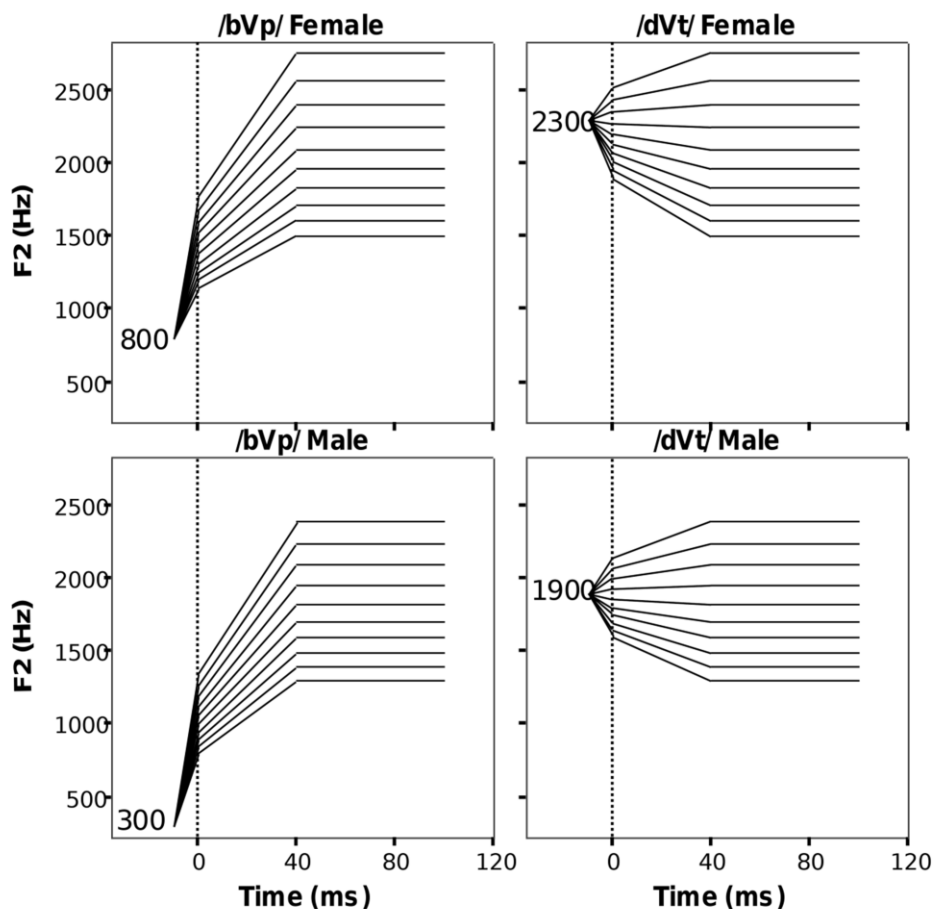 /bVp/ Female
/dVt/ Female
2500
2000
1500
1000
500
F2 (Hz)
800
2300
/bVp/ Male
/dVt/ Male
2500
2000
1500
1000
500
F2 (Hz)
300
1900
0 40 80 120
0 40 80 120
Time (ms)
Time (ms)